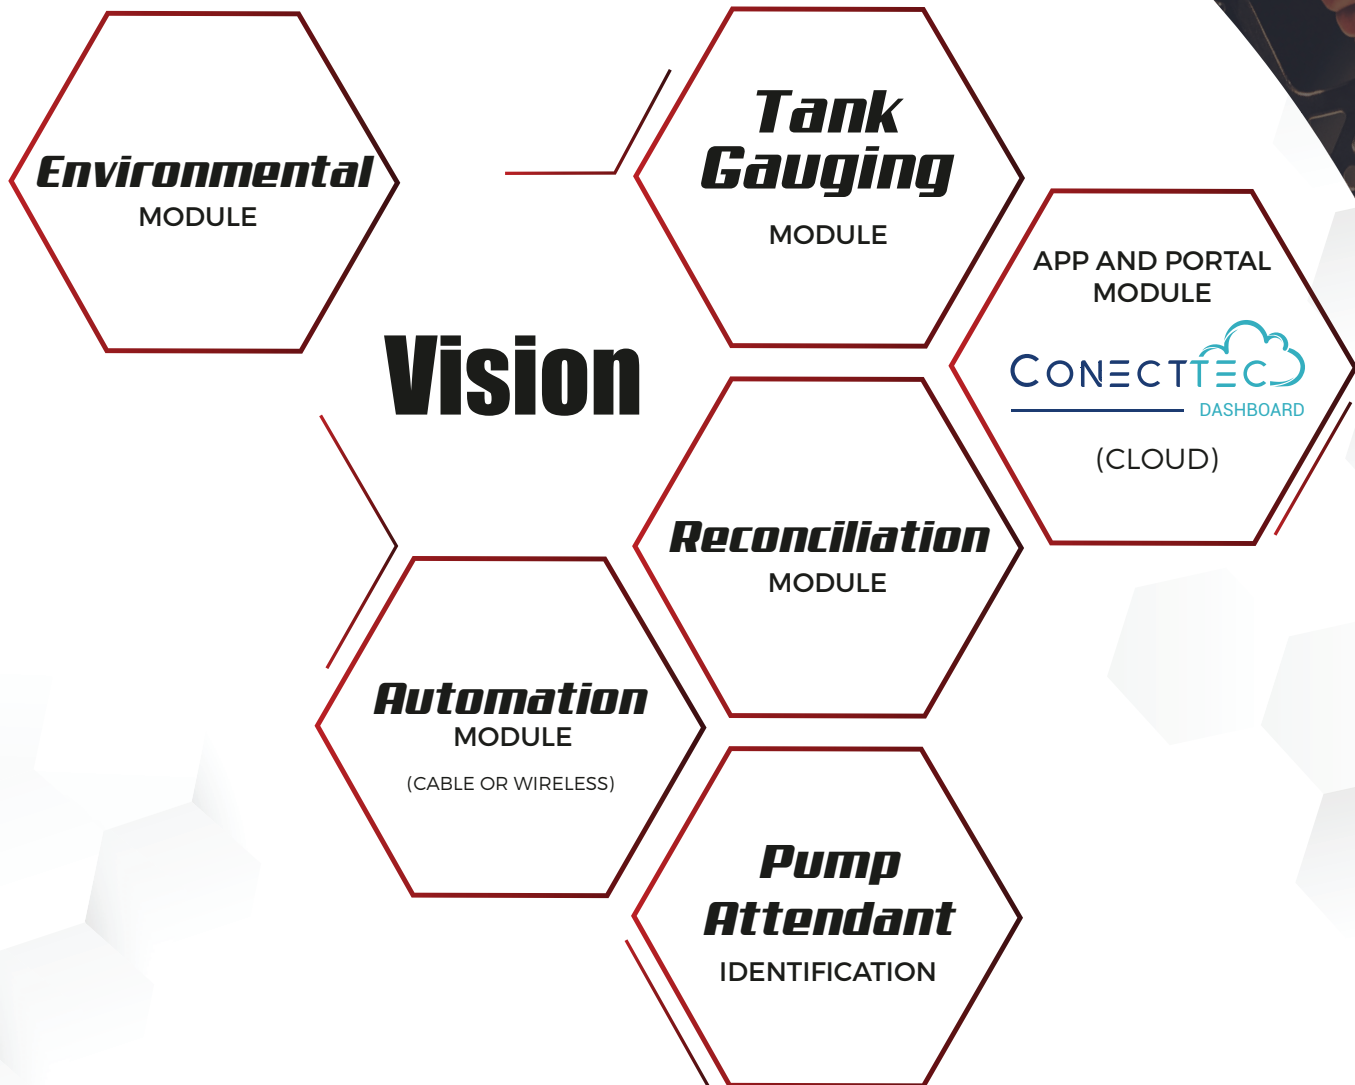 Environmental
MODULE
Tank
Gauging
MODULE
APP AND PORTAL
MODULE
CONECTTEC
DASHBOARD
(CLOUD)
Vision
Reconciliation
MODULE
Automation
MODULE
(CABLE OR WIRELESS)
Pump
Attendant
IDENTIFICATION